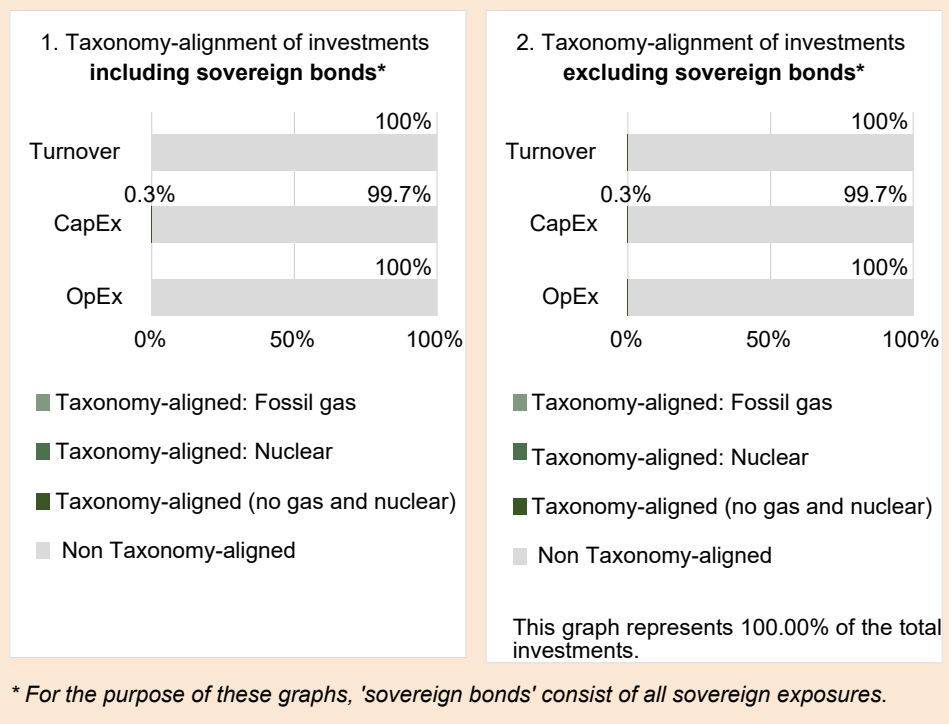 1. Taxonomy-alignment of investments
including sovereign bonds*
100%
Turnover
0.3%
99.7%
CapEx
100%
OpEx
0%
50%
100%
Taxonomy-aligned: Fossil gas
Taxonomy-aligned: Nuclear
Taxonomy-aligned (no gas and nuclear)
Non Taxonomy-aligned
2. Taxonomy-alignment of investments
excluding sovereign bonds*
100%
Turnover
0.3%
99.7%
CapEx
100%
OpEx
0%
50%
100%
Taxonomy-aligned: Fossil gas
Taxonomy-aligned: Nuclear
Taxonomy-aligned (no gas and nuclear)
Non Taxonomy-aligned
This graph represents 100.00% of the total
investments.
* For the purpose of these graphs, 'sovereign bonds' consist of all sovereign exposures.